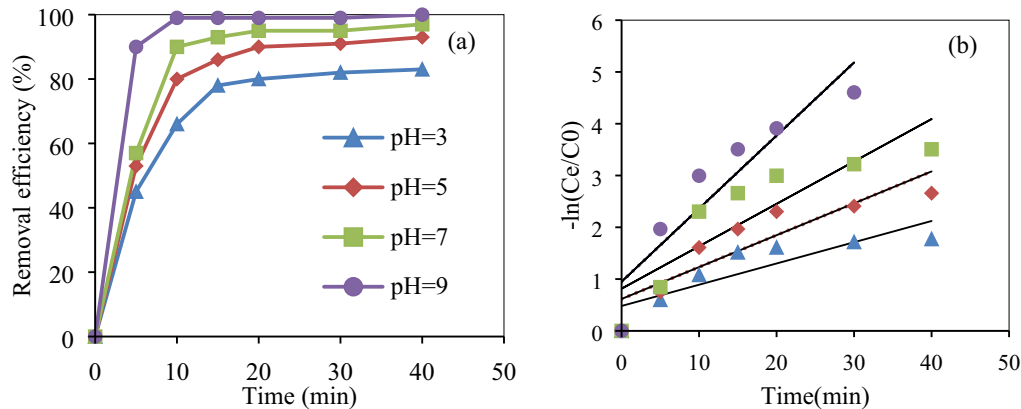 100
80
60
40
20
0
Removal efficiency (%)
(a)
pH=3
pH=5
pH=7
pH=9
0 10 20 30 40 50
Time (min)
6
5
4
3
2
1
0
-ln(Ce/C0)
(b)
0 10 20 30 40 50
Time(min)